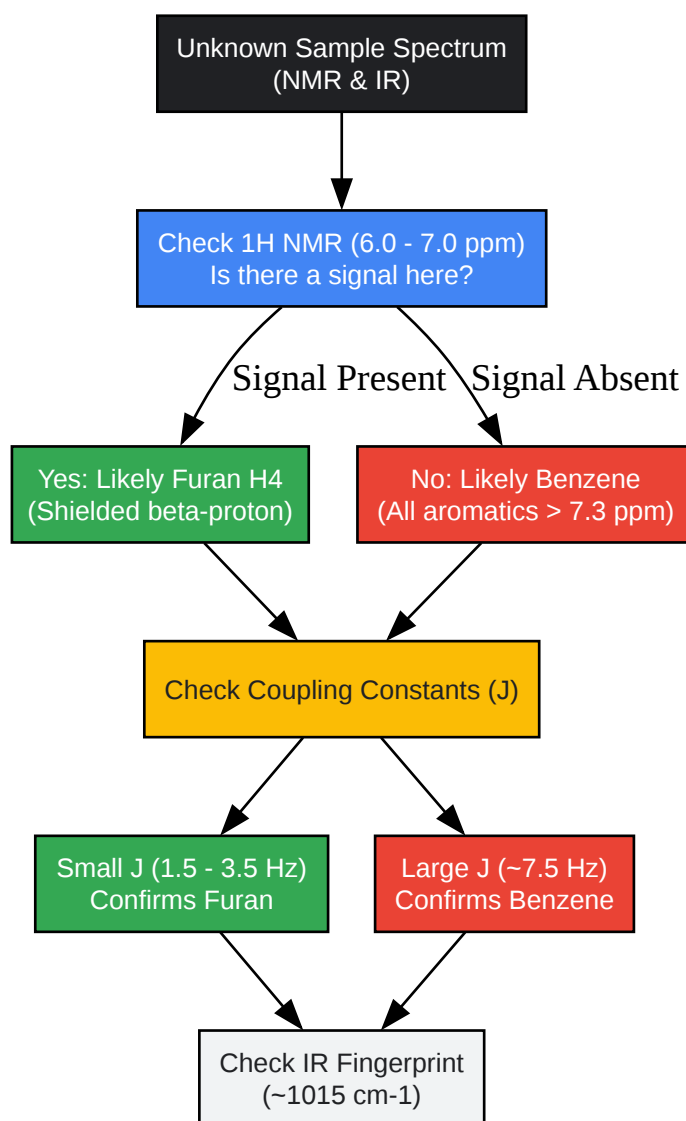 Unknown Sample Spectrum
(NMR & IR)
Check 1H NMR (6.0 - 7.0 ppm)
Is there a signal here?
Signal Present
Signal Absent
Yes: Likely Furan H4
(Shielded beta-proton)
No: Likely Benzene
(All aromatics > 7.3 ppm)
Check Coupling Constants (J)
Small J (1.5 - 3.5 Hz)
Confirms Furan
Large J (~7.5 Hz)
Confirms Benzene
Check IR Fingerprint
(~1015 cm-1)